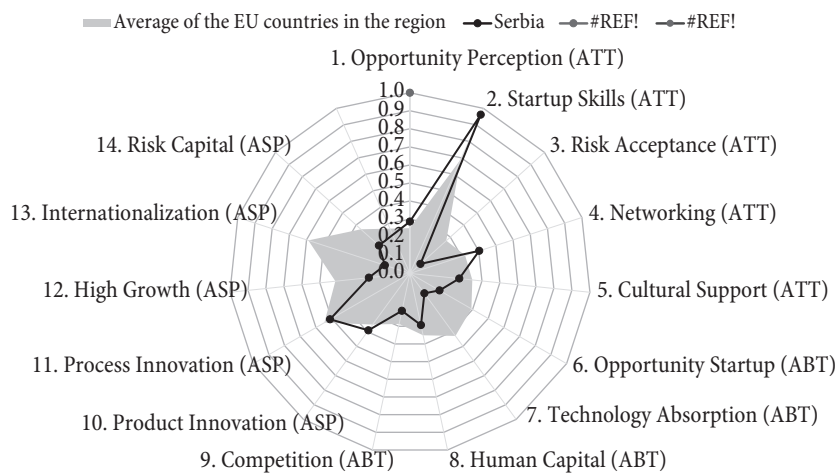 Average of the EU countries in the region Serbia #REF! #REF!
1. Opportunity Perception (ATT)
1.0
0.9
0.8
0.7
0.6
0.5
0.4
0.3
0.2
0.1
0.0
2. Startup Skills (ATT)
3. Risk Acceptance (ATT)
4. Networking (ATT)
5. Cultural Support (ATT)
6. Opportunity Startup (ABT)
7. Technology Absorption (ABT)
8. Human Capital (ABT)
9. Competition (ABT)
10. Product Innovation (ASP)
11. Process Innovation (ASP)
12. High Growth (ASP)
13. Internationalization (ASP)
14. Risk Capital (ASP)